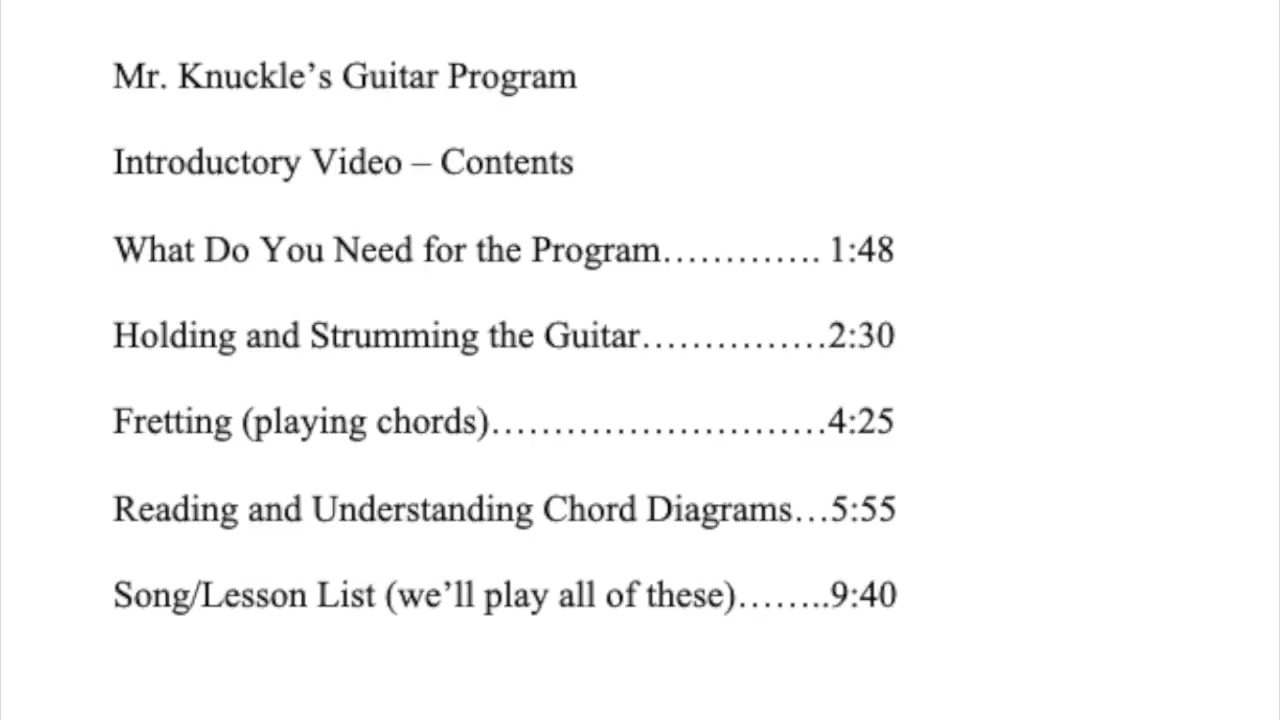 Mr. Knuckle’s Guitar Program
Introductory Video – Contents
What Do You Need for the Program…………. 1:48
Holding and Strumming the Guitar……………2:30
Fretting (playing chords)………………………4:25
Reading and Understanding Chord Diagrams…5:55
Song/Lesson List (we’ll play all of these)……..9:40